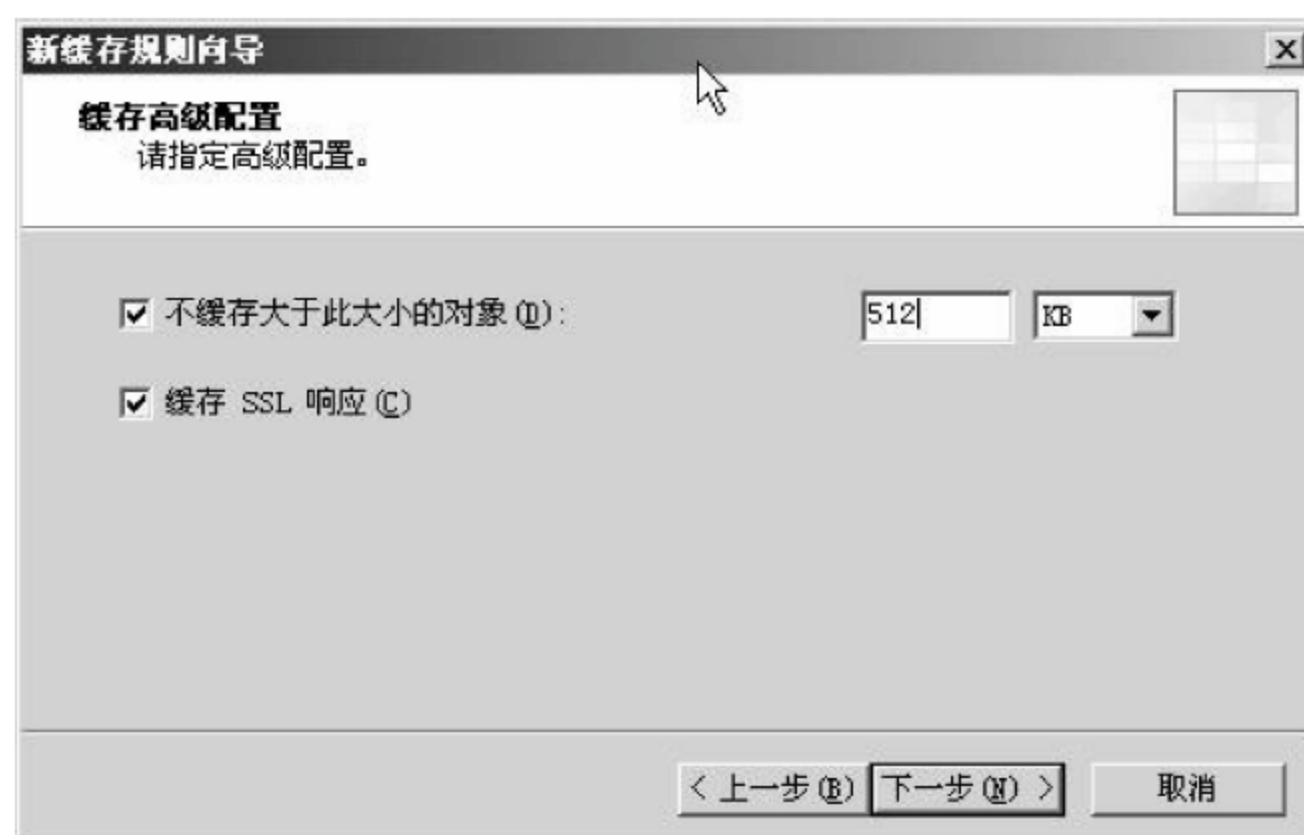 新缓存规则向导
缓存高级配置
请指定高级配置。
不缓存大于此大小的对象(D): 512 KB
缓存 SSL 响应(C)
< 上一步(B) 下一步(N) > 取消